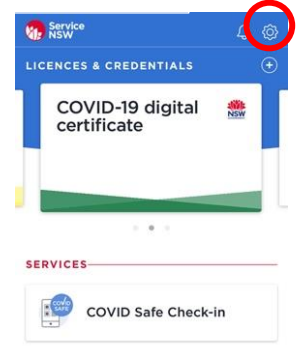 Service
NSW
LICENCES & CREDENTIALS
COVID-19 digital
certificate
NSW
SERVICES
COVID
SAFE
COVID Safe Check-in